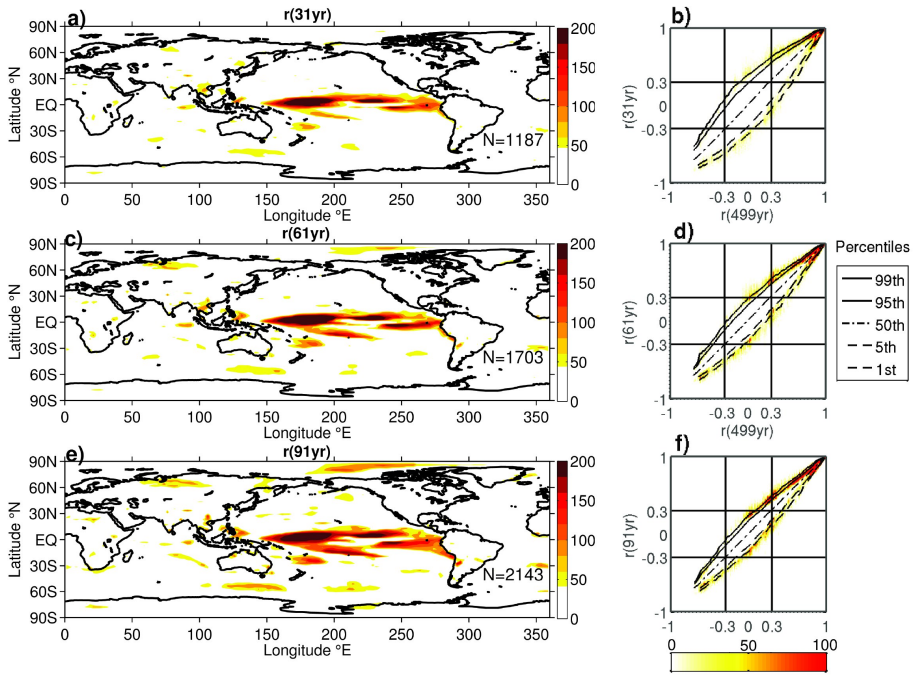 a)
r(31yr)
90N
60N
30N
EQ
30S
60S
90S
Latitude °N
0 50 100 150 200 250 300 350
Longitude °E
N=1187
200
150
100
50
0
b)
1
0.3
0
-0.3
-1
r(31yr)
-1 -0.3 0 0.3 1
r(499yr)
c)
r(61yr)
90N
60N
30N
EQ
30S
60S
90S
Latitude °N
0 50 100 150 200 250 300 350
Longitude °E
N=1703
200
150
100
50
0
d)
1
0.3
0
-0.3
-1
r(61yr)
-1 -0.3 0 0.3 1
r(499yr)
Percentiles
99th
95th
50th
5th
1st
e)
r(91yr)
90N
60N
30N
EQ
30S
60S
90S
Latitude °N
0 50 100 150 200 250 300 350
Longitude °E
N=2143
200
150
100
50
0
f)
1
0.3
0
-0.3
-1
r(91yr)
-1 -0.3 0 0.3 1
0 50 100